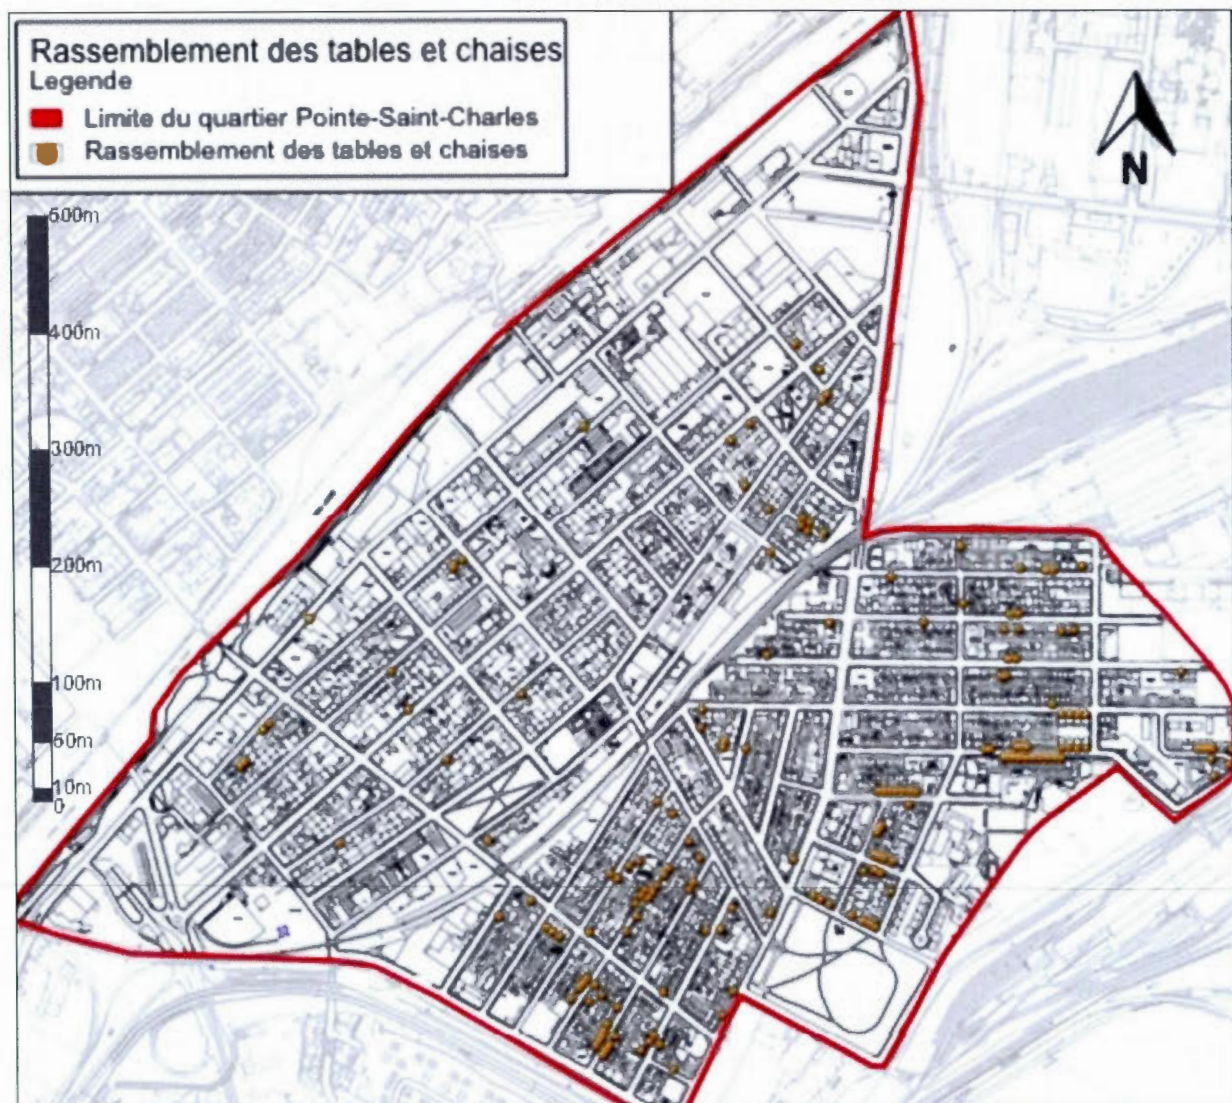 Rassemblement des tables et chaises
Legende
Limite du quartier Pointe-Saint-Charles
Rassemblement des tables et chaises
N
500m
400m
300m
200m
100m
50m
10m
0